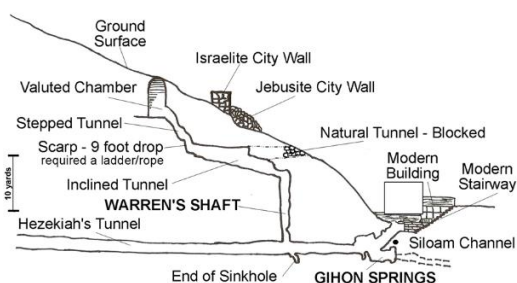 Ground
Surface
Israelite City Wall
Valuted Chamber
Jebusite City Wall
Stepped Tunnel
Natural Tunnel - Blocked
Scarp - 9 foot drop
required a ladder/rope
Modern
Building
Modern
Stairway
Inclined Tunnel
10 yards
WARREN'S SHAFT
Hezekiah's Tunnel
Siloam Channel
End of Sinkhole
GIHON SPRINGS